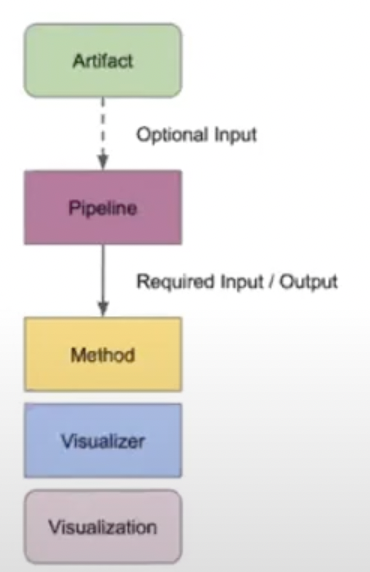 Artifact
Optional Input
Pipeline
Required Input / Output
Method
Visualizer
Visualization